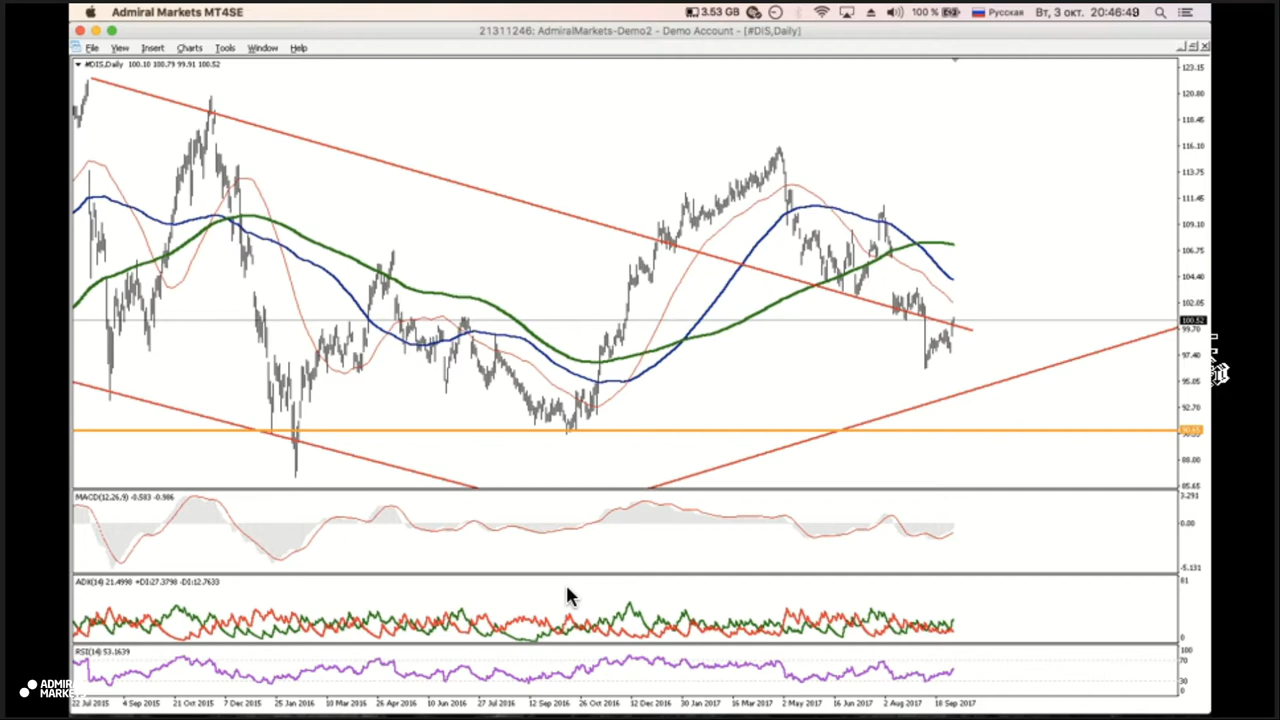 Admiral Markets MT4SE 3.53 GB 100 % Русская Вт, 3 окт. 20:46:49
21311246: AdmiralMarkets-Demo2 - Demo Account - [#DIS,Daily]
File View Insert Charts Tools Window Help
#DIS,Daily 100.10 100.79 99.91 100.52
123.15
120.80
118.45
116.10
113.75
111.45
109.10
106.75
104.40
102.05
100.52
99.70
97.40
95.05
92.70
88.00
85.65
MACD(12,26,9) -0.583 -0.986
3.291
0.00
-5.131
ADX(14) 21.4998 +DI:27.3798 -DI:12.7633
81
0
RSI(14) 53.1639
100
70
30
0
ADMIRAL
MARKETS
22 Jul 2015 4 Sep 2015 21 Oct 2015 7 Dec 2015 25 Jan 2016 10 Mar 2016 26 Apr 2016 10 Jun 2016 27 Jul 2016 12 Sep 2016 26 Oct 2016 12 Dec 2016 30 Jan 2017 16 Mar 2017 2 May 2017 16 Jun 2017 2 Aug 2017 18 Sep 2017